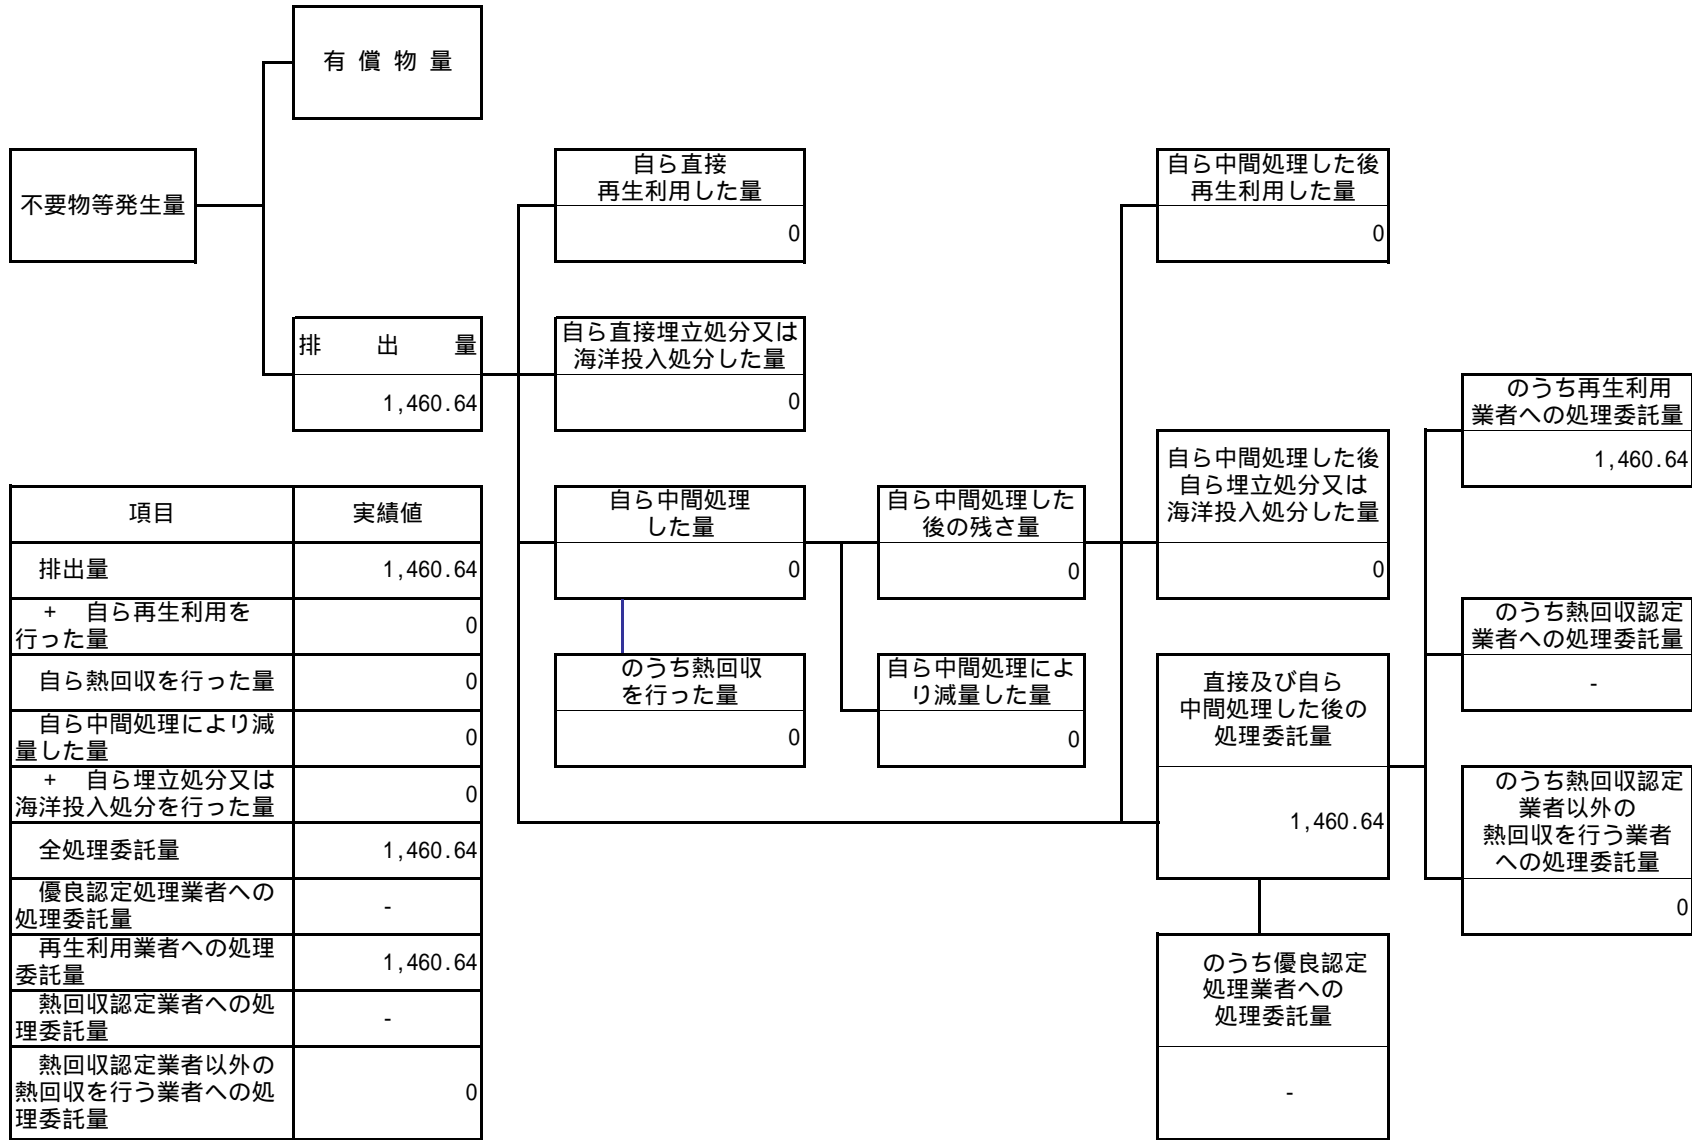 有 償 物 量
不要物等発生量
自ら直接
再生利用した量
0
自ら中間処理した後
再生利用した量
0
排 出 量
1,460.64
自ら直接埋立処分又は
海洋投入処分した量
0
のうち再生利用
業者への処理委託量
1,460.64
自ら中間処理
した量
0
自ら中間処理した
後の残さ量
0
自ら中間処理した後
自ら埋立処分又は
海洋投入処分した量
0
のうち熱回収認定
業者への処理委託量
-
のうち熱回収
を行った量
0
自ら中間処理によ
り減量した量
0
直接及び自ら
中間処理した後の
処理委託量
1,460.64
のうち熱回収認定
業者以外の
熱回収を行う業者
への処理委託量
0
のうち優良認定
処理業者への
処理委託量
-
項目 実績値
排出量 1,460.64
+ 自ら再生利用を
行った量 0
自ら熱回収を行った量 0
自ら中間処理により減
量した量 0
+ 自ら埋立処分又は
海洋投入処分を行った量 0
全処理委託量 1,460.64
優良認定処理業者への
処理委託量 -
再生利用業者への処理
委託量 1,460.64
熱回収認定業者への処
理委託量 -
熱回収認定業者以外の
熱回収を行う業者への処
理委託量 0